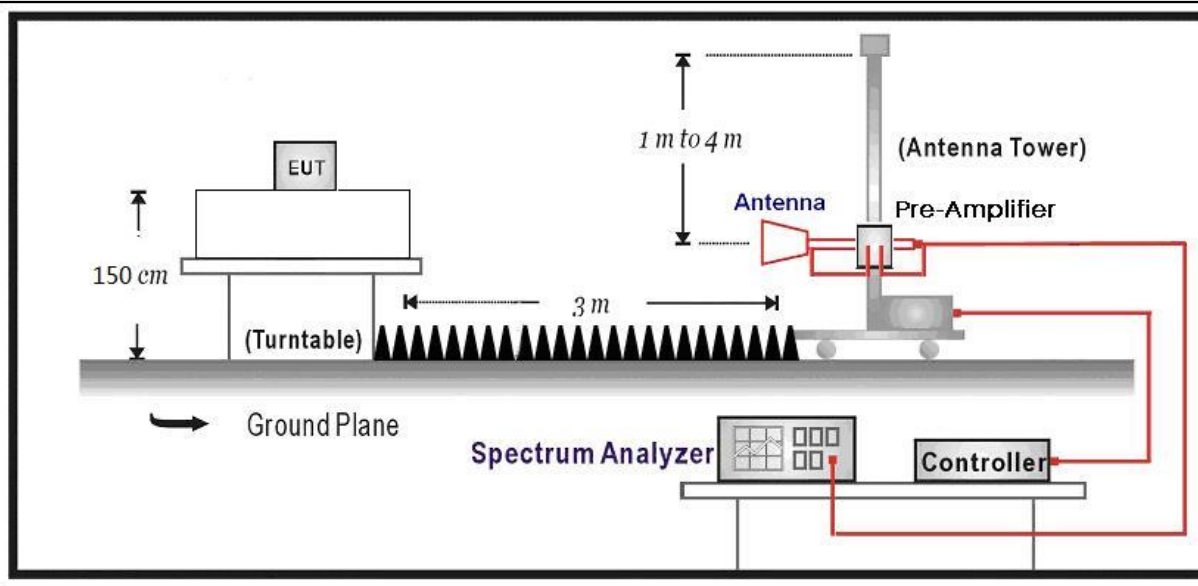 1 m to 4 m
(Antenna Tower)
EUT
Antenna
Pre-Amplifier
150 cm
3 m
(Turntable)
Ground Plane
Spectrum Analyzer
Controller